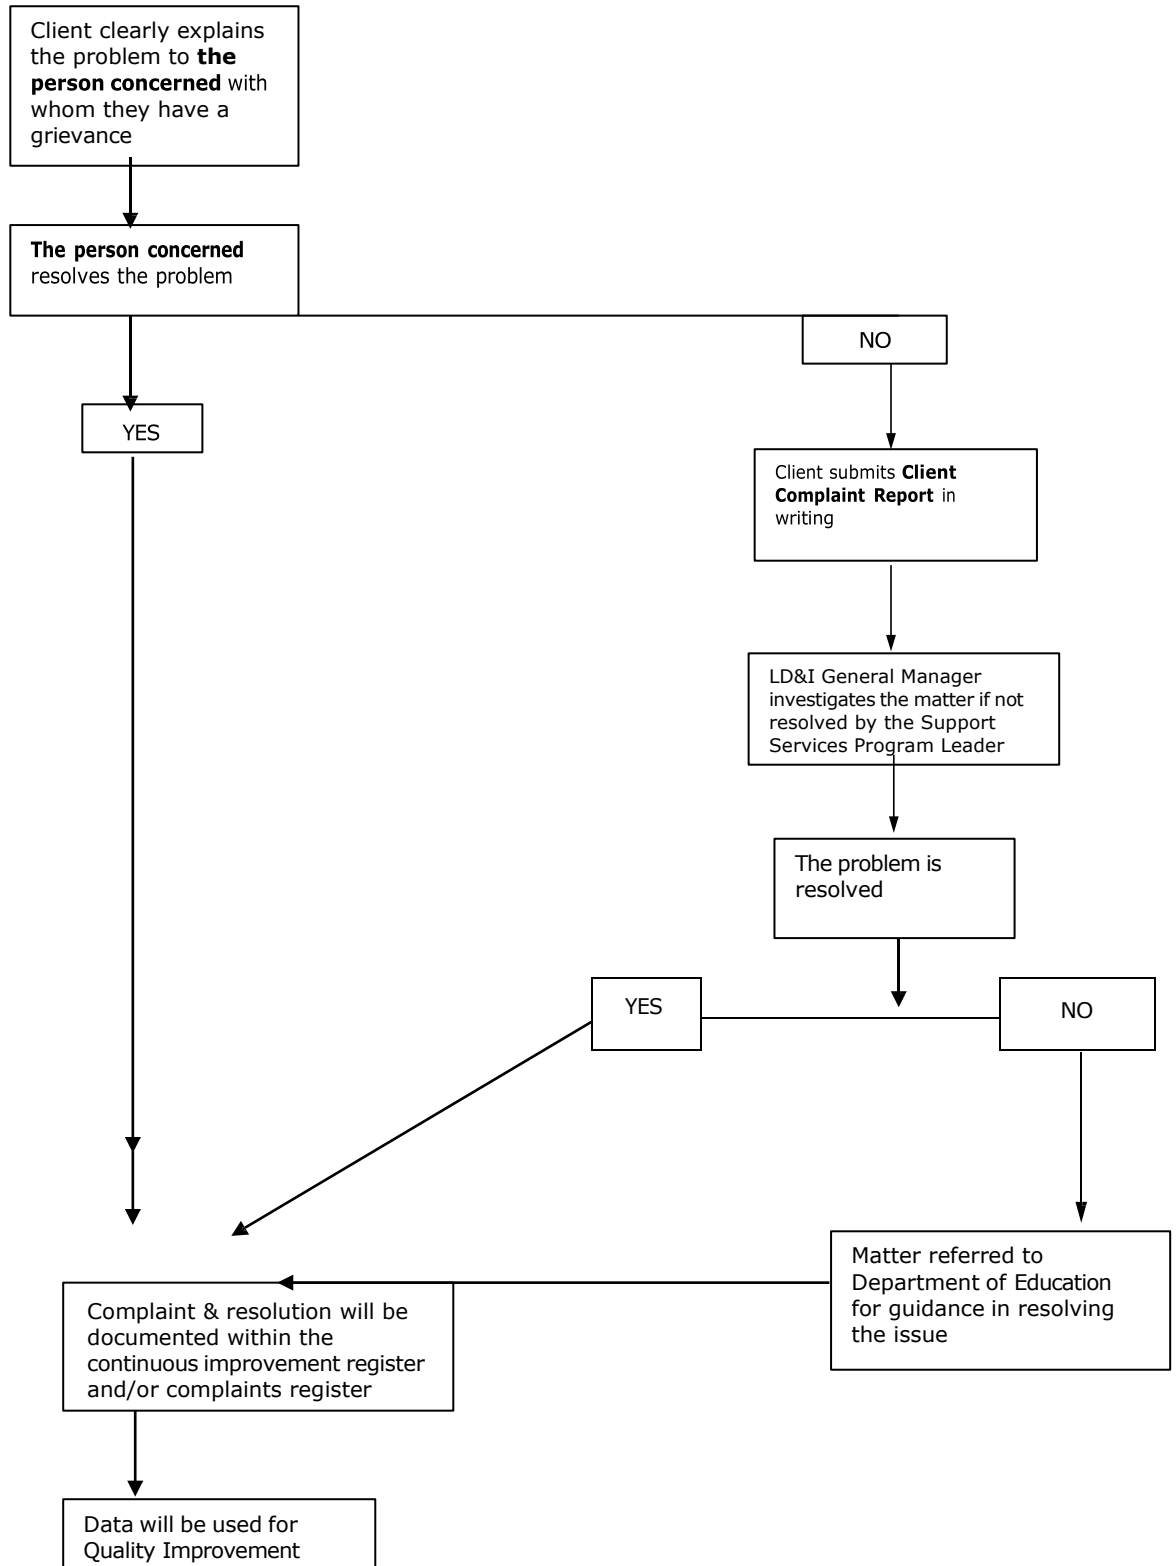 Client clearly explains
the problem to the
person concerned with
whom they have a
grievance
The person concerned
resolves the problem
NO
YES
Client submits Client
Complaint Report in
writing
LD&I General Manager
investigates the matter if not
resolved by the Support
Services Program Leader
The problem is
resolved
YES
NO
Matter referred to
Department of Education
for guidance in resolving
the issue
Complaint & resolution will be
documented within the
continuous improvement register
and/or complaints register
Data will be used for
Quality Improvement